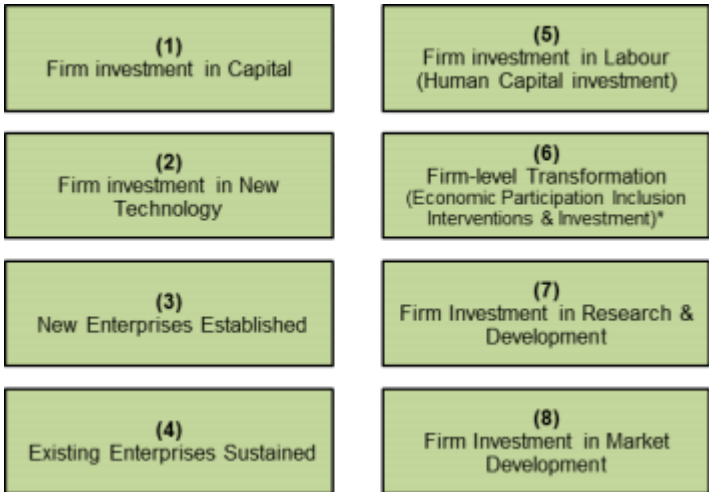 (1)
Firm investment in Capital
(2)
Firm investment in New
Technology
(3)
New Enterprises Established
(4)
Existing Enterprises Sustained
(5)
Firm investment in Labour
(Human Capital investment)
(6)
Firm-level Transformation
(Economic Participation Inclusion
Interventions & Investment)*
(7)
Firm Investment in Research &
Development
(8)
Firm Investment in Market
Development